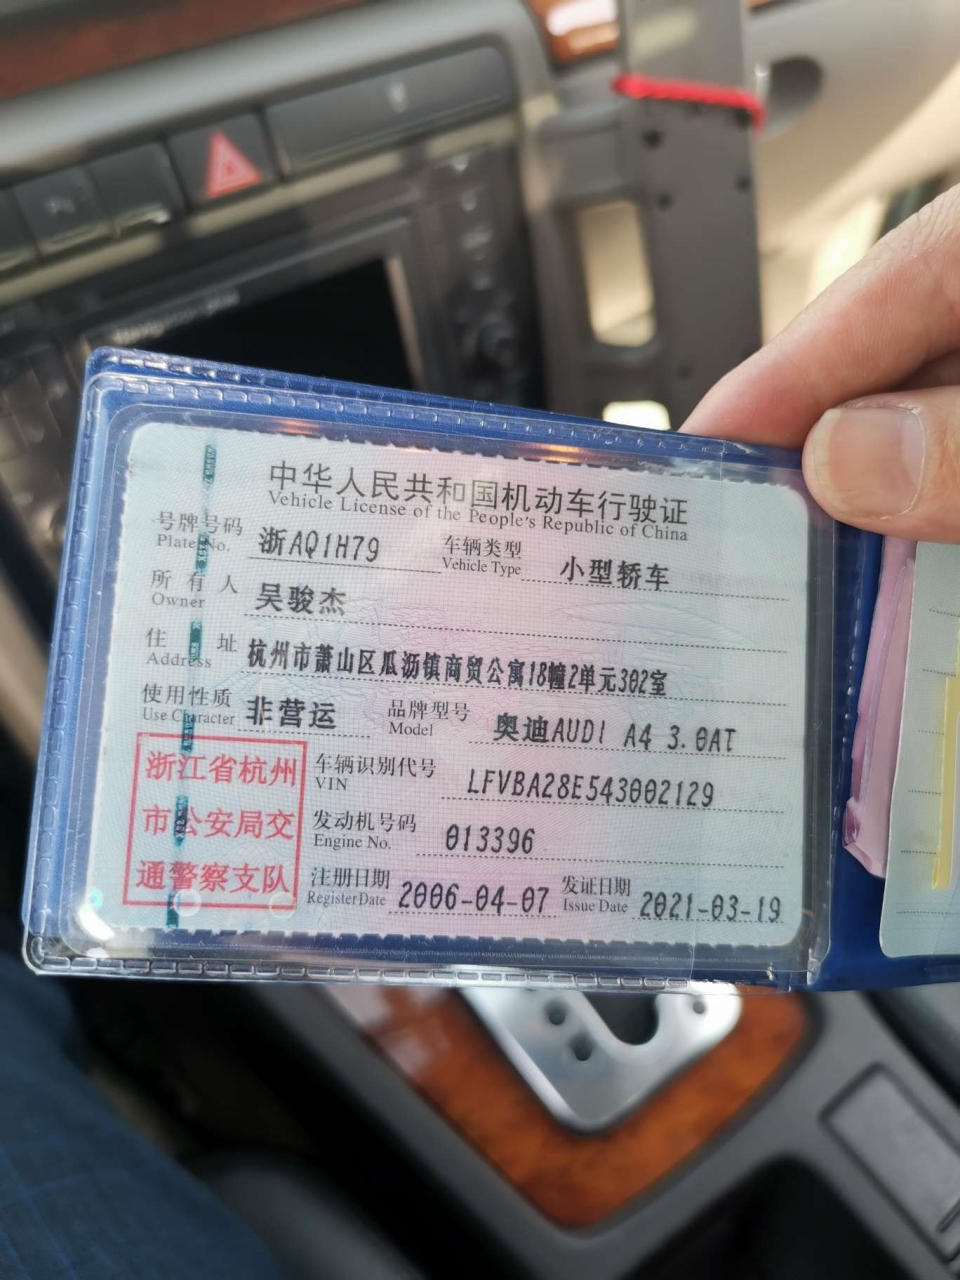 中华人民共和国机动车行驶证
Vehicle License of the People's Republic of China
号牌号码 浙AQ1H79 车辆类型 小型轿车
Plate No. Vehicle Type
所有人 吴骏杰
Owner
住址 杭州市萧山区瓜沥镇商贸公寓18幢2单元302室
Address
使用性质 非营运 品牌型号 奥迪AUDI A4 3.0AT
Use Character Model
浙江省杭州
市公安局交
通警察支队
车辆识别代号 LFVBA28E543002129
VIN
发动机号码 013396
Engine No.
注册日期 2006-04-07 发证日期 2021-03-19
Register Date Issue Date